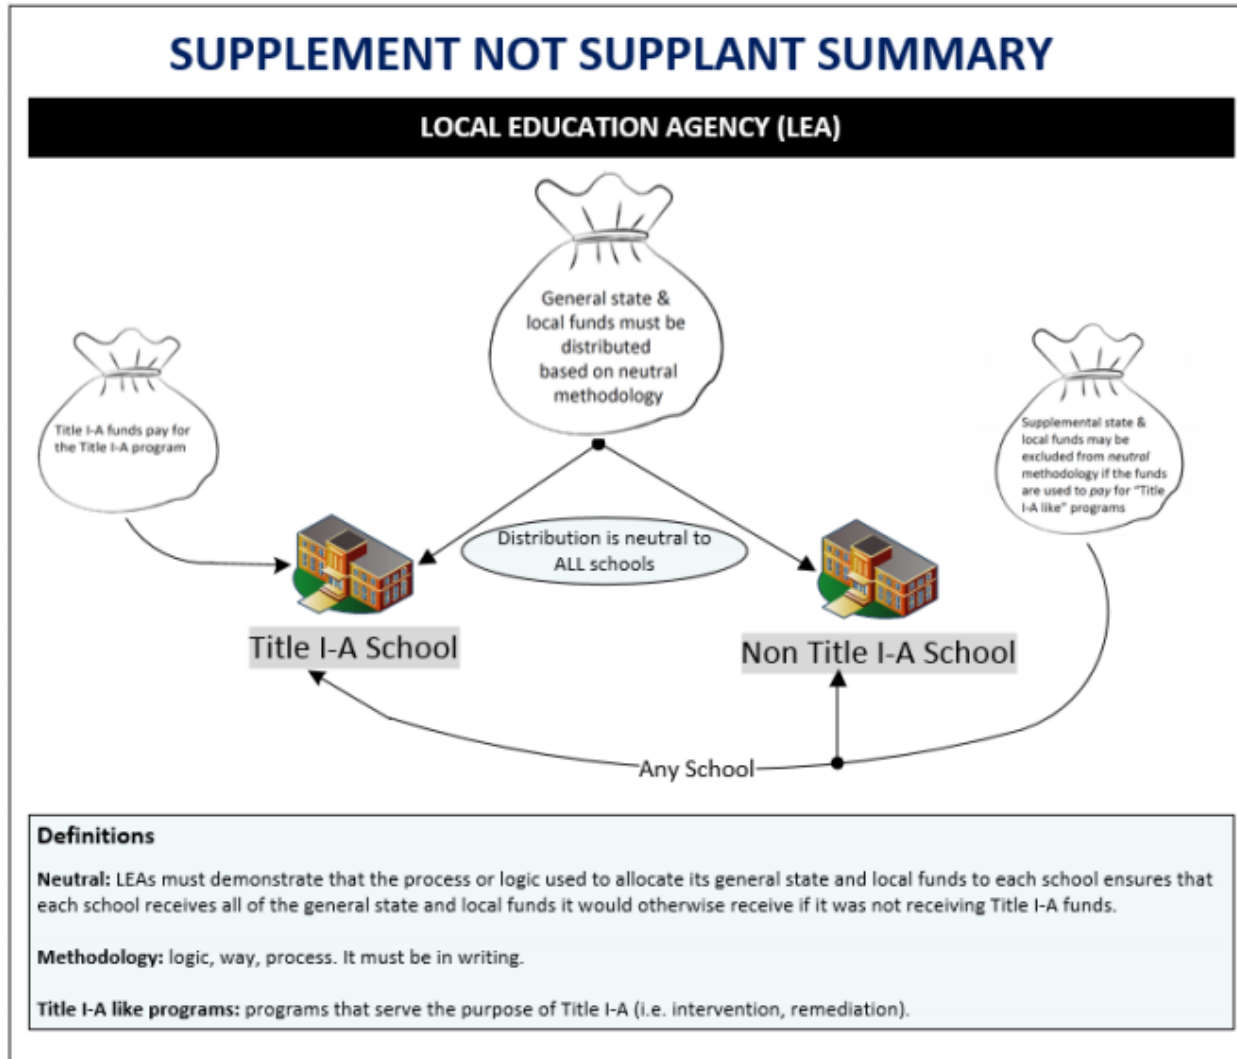 SUPPLEMENT NOT SUPPLANT SUMMARY
LOCAL EDUCATION AGENCY (LEA)
General state &
local funds must be
distributed
based on neutral
methodology
Title I-A funds pay for
the Title I-A program
Supplemental state &
local funds may be
excluded from neutral
methodology if the funds
are used to pay for “Title
I-A like” programs
Distribution is neutral to
ALL schools
Title I-A School
Non Title I-A School
Any School
Definitions
Neutral: LEAs must demonstrate that the process or logic used to allocate its general state and local funds to each school ensures that
each school receives all of the general state and local funds it would otherwise receive if it was not receiving Title I-A funds.
Methodology: logic, way, process. It must be in writing.
Title I-A like programs: programs that serve the purpose of Title I-A (i.e. intervention, remediation).